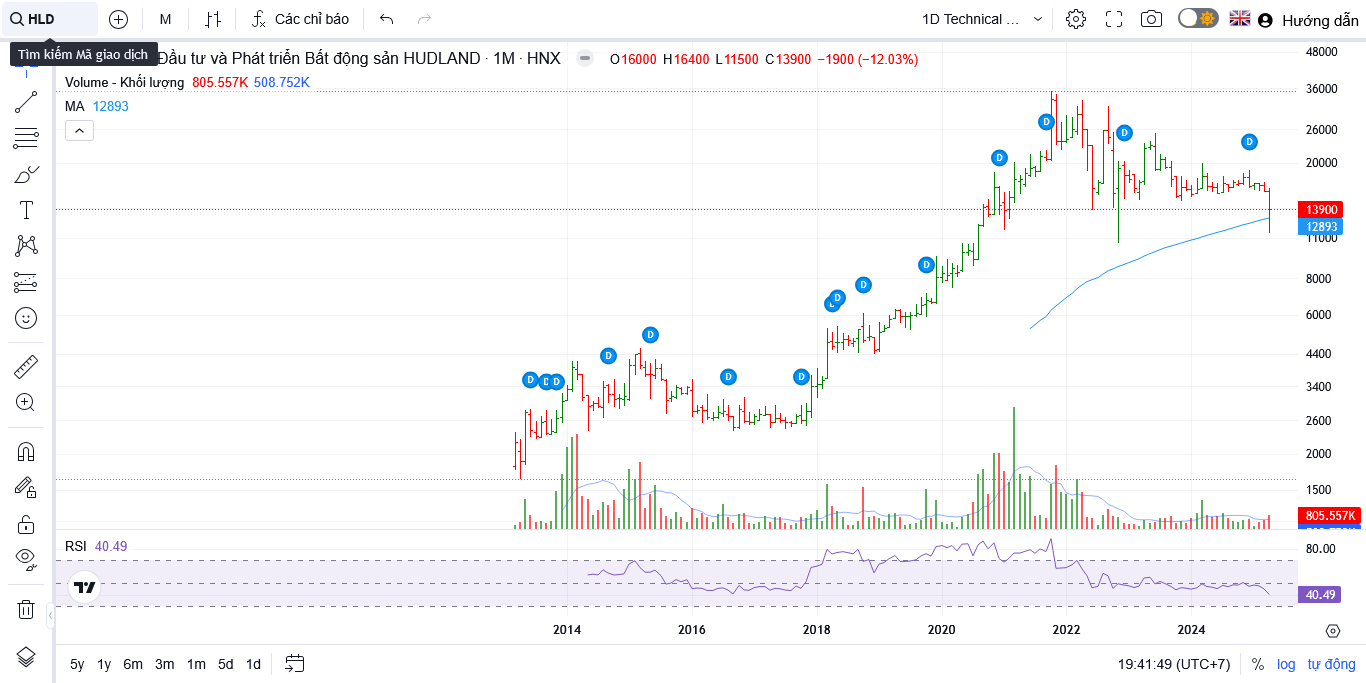 HLD
M
Các chỉ báo
1D Technical ...
Hướng dẫn
Tìm kiếm Mã giao dịch
Đầu tư và Phát triển Bất động sản HUDLAND · 1M · HNX
O16000 H16400 L11500 C13900 −1900 (−12.03%)
Volume - Khối lượng 805.557K 508.752K
MA 12893
48000
36000
26000
20000
13900
12893
11000
8000
6000
4400
3400
2600
2000
1500
805.557K
D
D
D
D
D
D
D
D
D
D
D
D
D
D
RSI 40.49
80.00
40.49
2014
2016
2018
2020
2022
2024
5y 1y 6m 3m 1m 5d 1d
19:41:49 (UTC+7)
%
log
tự động